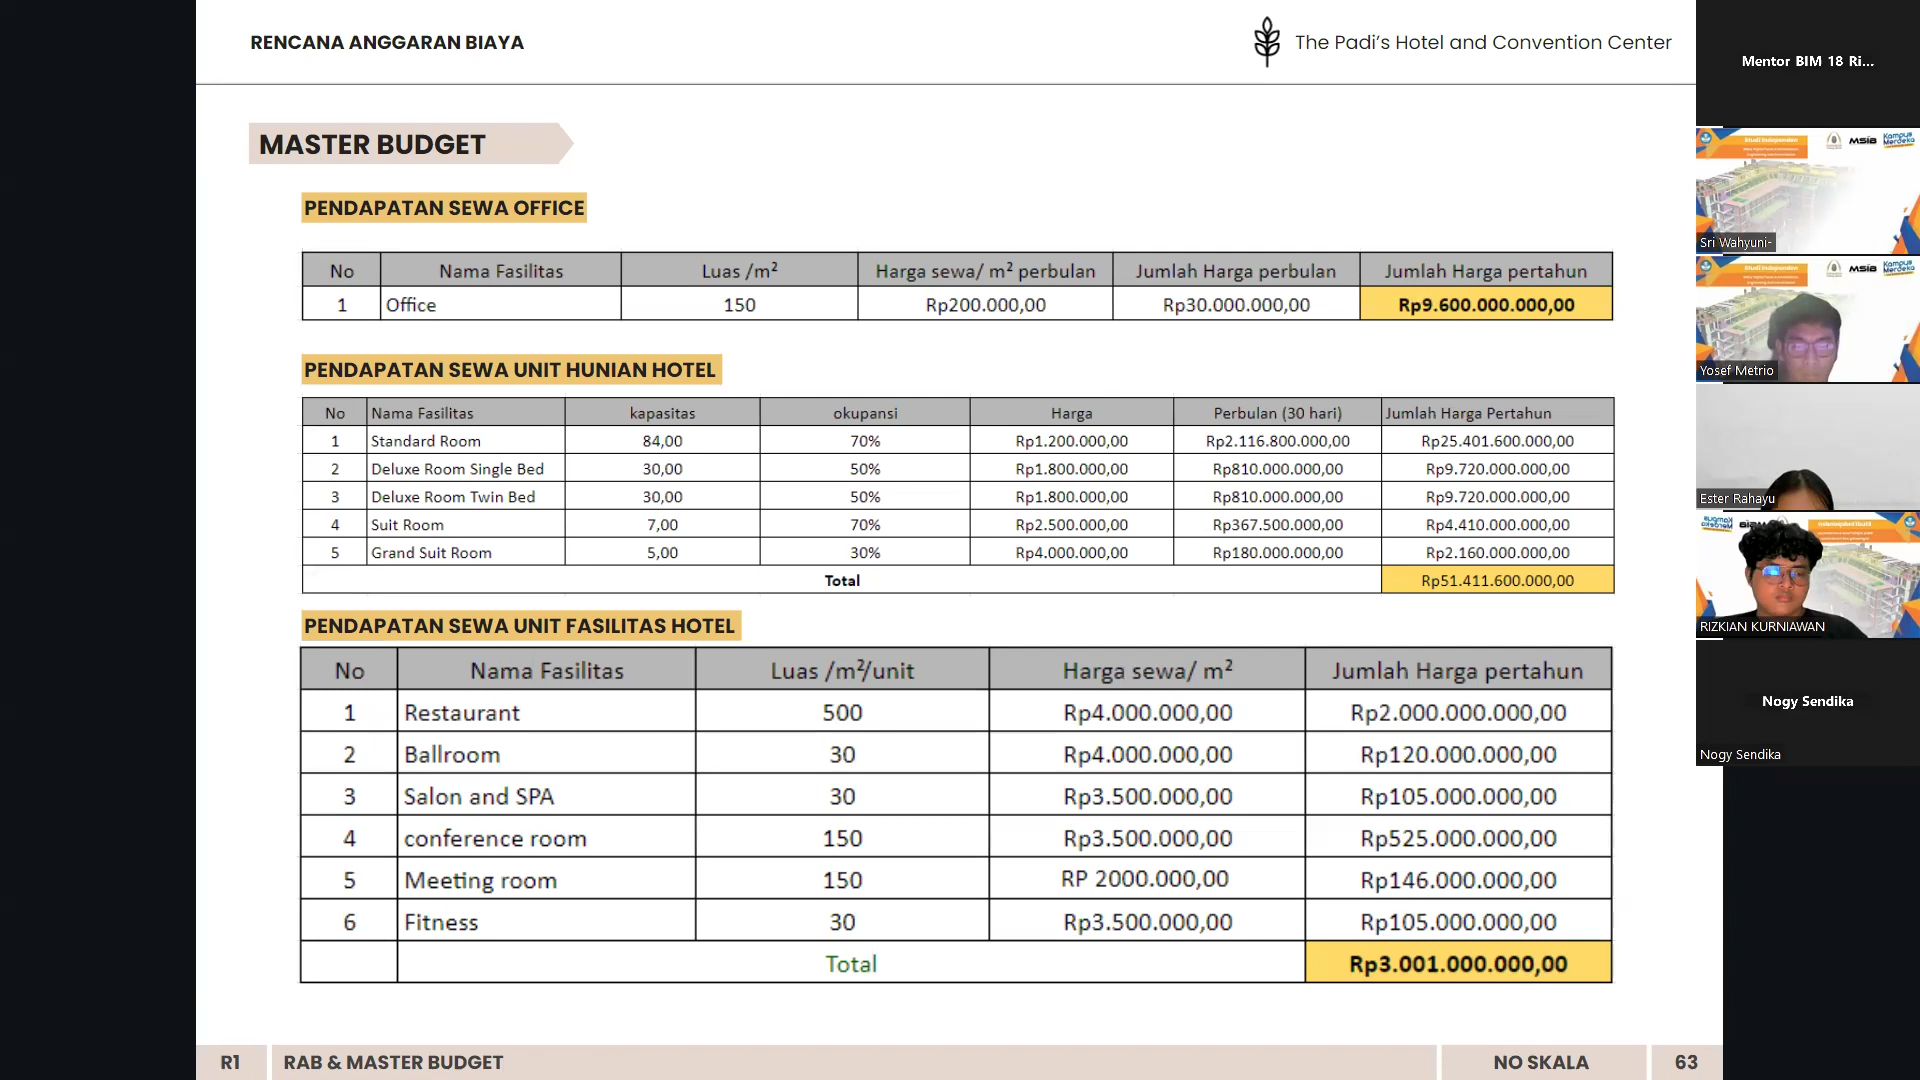 RENCANA ANGGARAN BIAYA
The Padi's Hotel and Convention Center
MASTER BUDGET
PENDAPATAN SEWA OFFICE
No Nama Fasilitas Luas /m² Harga sewa/ m² perbulan Jumlah Harga perbulan Jumlah Harga pertahun
1 Office 150 Rp200.000,00 Rp30.000.000,00 Rp9.600.000.000,00
PENDAPATAN SEWA UNIT HUNIAN HOTEL
No Nama Fasilitas kapasitas okupansi Harga Perbulan (30 hari) Jumlah Harga Pertahun
1 Standard Room 84,00 70% Rp1.200.000,00 Rp2.116.800.000,00 Rp25.401.600.000,00
2 Deluxe Room Single Bed 30,00 50% Rp1.800.000,00 Rp810.000.000,00 Rp9.720.000.000,00
3 Deluxe Room Twin Bed 30,00 50% Rp1.800.000,00 Rp810.000.000,00 Rp9.720.000.000,00
4 Suit Room 7,00 70% Rp2.500.000,00 Rp367.500.000,00 Rp4.410.000.000,00
5 Grand Suit Room 5,00 30% Rp4.000.000,00 Rp180.000.000,00 Rp2.160.000.000,00
Total Rp51.411.600.000,00
PENDAPATAN SEWA UNIT FASILITAS HOTEL
No Nama Fasilitas Luas /m²/unit Harga sewa/ m² Jumlah Harga pertahun
1 Restaurant 500 Rp4.000.000,00 Rp2.000.000.000,00
2 Ballroom 30 Rp4.000.000,00 Rp120.000.000,00
3 Salon and SPA 30 Rp3.500.000,00 Rp105.000.000,00
4 conference room 150 Rp3.500.000,00 Rp525.000.000,00
5 Meeting room 150 RP 2000.000,00 Rp146.000.000,00
6 Fitness 30 Rp3.500.000,00 Rp105.000.000,00
Total Rp3.001.000.000,00
R1 RAB & MASTER BUDGET NO SKALA 63
Mentor BIM 18 Ri...
Studi Independen MSIB Kampus Merdeka
Sri Wahyuni-
Studi Independen MSIB Kampus Merdeka
Yosef Metrio
Ester Rahayu
RIZKIAN KURNIAWAN
Nogy Sendika
Nogy Sendika